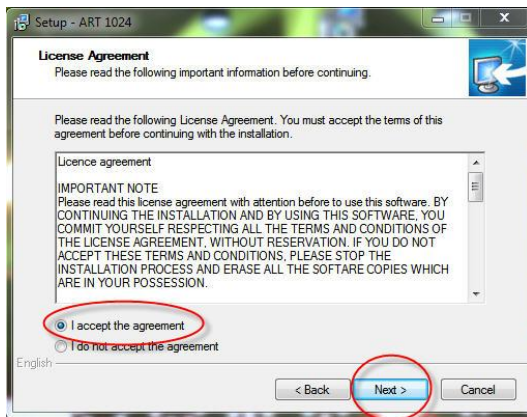 Setup - ART 1024
License Agreement
Please read the following important information before continuing.
Please read the following License Agreement. You must accept the terms of this
agreement before continuing with the installation.
Licence agreement
IMPORTANT NOTE
Please read this license agreement with attention before to use this software. BY
CONTINUING THE INSTALLATION AND BY USING THIS SOFTWARE, YOU
COMMIT YOURSELF RESPECTING ALL THE TERMS AND CONDITIONS OF
THE LICENSE AGREEMENT, WITHOUT RESERVATION. IF YOU DO NOT
ACCEPT THESE TERMS AND CONDITIONS, PLEASE STOP THE
INSTALLATION PROCESS AND ERASE ALL THE SOFTARE COPIES WHICH
ARE IN YOUR POSSESSION.
I accept the agreement
I do not accept the agreement
English
< Back Next > Cancel